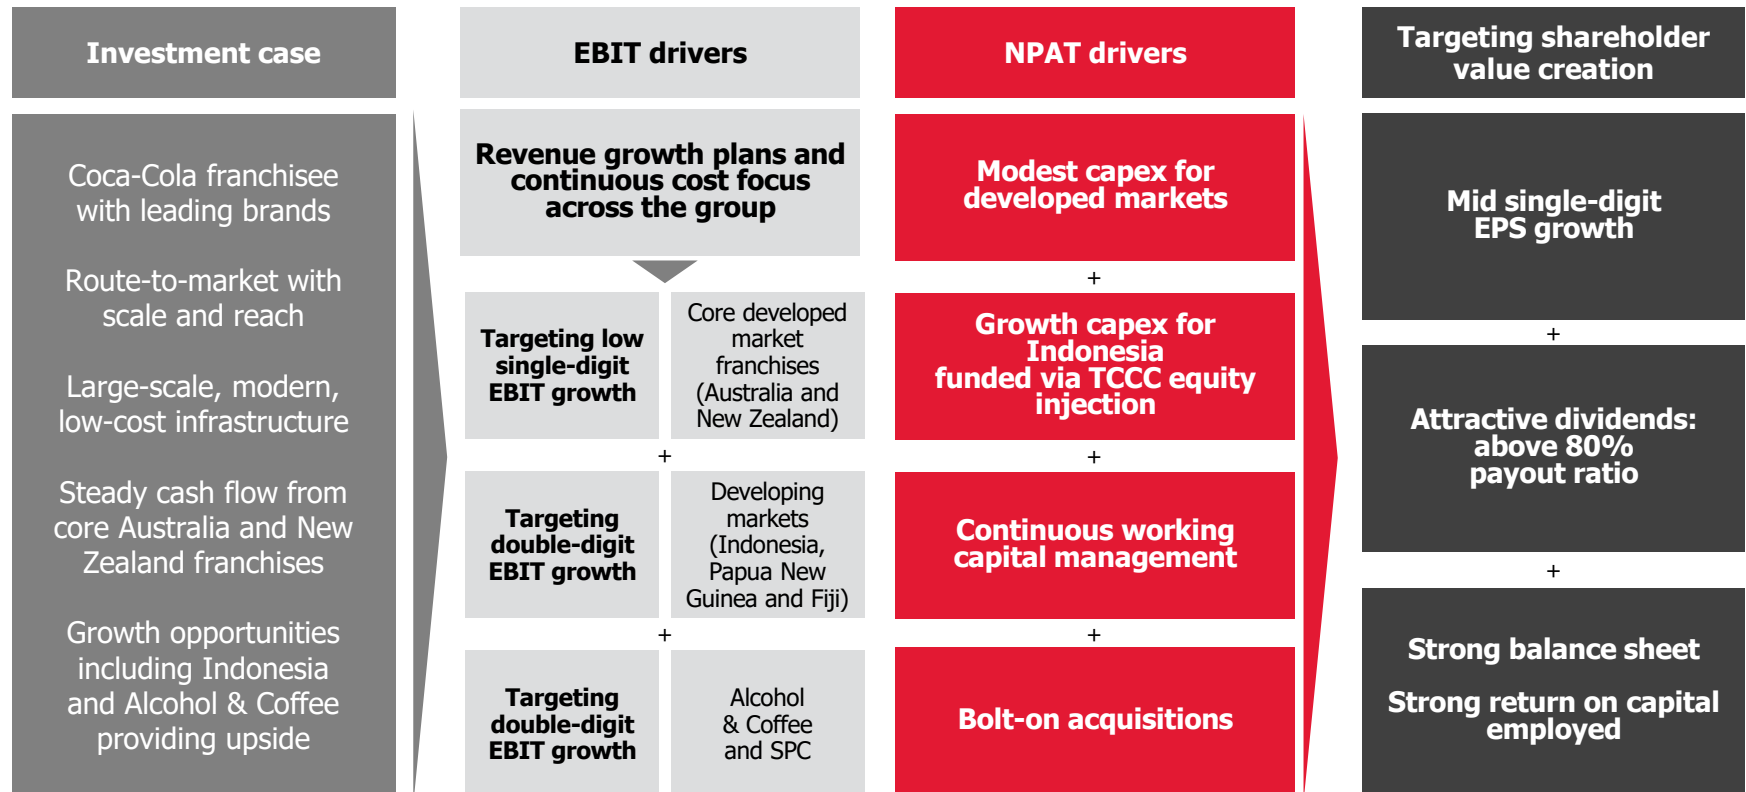 Investment case
Coca-Cola franchisee
with leading brands
Route-to-market with
scale and reach
Large-scale, modern,
low-cost infrastructure
Steady cash flow from
core Australia and New
Zealand franchises
Growth opportunities
including Indonesia
and Alcohol & Coffee
providing upside
EBIT drivers
Revenue growth plans and
continuous cost focus
across the group
Targeting low
single-digit
EBIT growth
Core developed
market
franchises
(Australia and
New Zealand)
+
Targeting
double-digit
EBIT growth
Developing
markets
(Indonesia,
Papua New
Guinea and Fiji)
+
Targeting
double-digit
EBIT growth
Alcohol
& Coffee
and SPC
NPAT drivers
Modest capex for
developed markets
+
Growth capex for
Indonesia
funded via TCCC equity
injection
+
Continuous working
capital management
+
Bolt-on acquisitions
Targeting shareholder
value creation
Mid single-digit
EPS growth
+
Attractive dividends:
above 80%
payout ratio
+
Strong balance sheet
Strong return on capital
employed